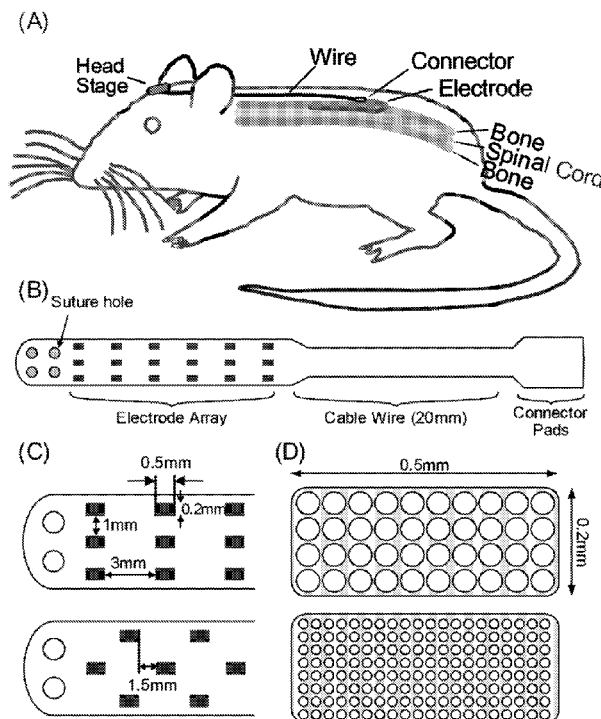 (A)
Head
Stage
Wire
Connector
Electrode
Bone
Spinal Cord
Bone
(B)
Suture hole
Electrode Array
Cable Wire (20mm)
Connector
Pads
(C)
0.5mm
0.2mm
1mm
3mm
1.5mm
(D)
0.5mm
0.2mm